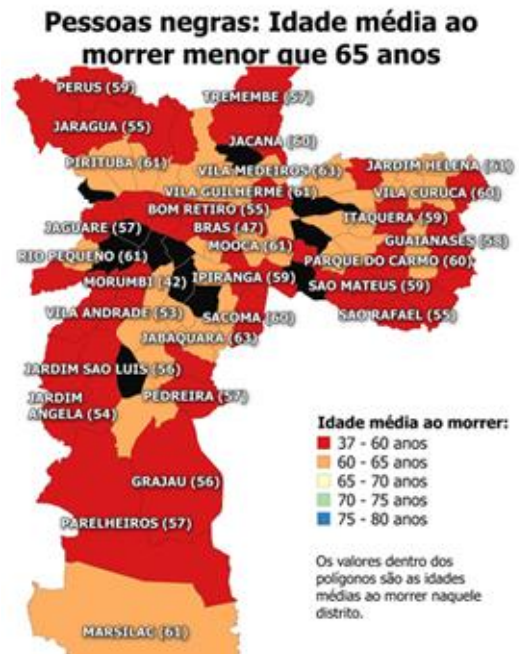 Pessoas negras: Idade média ao
morrer menor que 65 anos
PERUS (59)
TREMEMBE (57)
JARAGUA (55)
JACANA (60)
PIRITUBA (61)
VILA MEDEIROS (63)
JARDIM HELENA (61)
VILA GUILHERME (61)
VILA CURUCA (60)
BOM RETIRO (55)
ITAQUERA (59)
JAGUARE (57)
BRAS (47)
GUAIANASES (58)
MOOCA (61)
RIO PEQUENO (61)
PARQUE DO CARMO (60)
MORUMBI (42)
IPIRANGA (59)
SAO MATEUS (59)
VILA ANDRADE (53)
SACOMA (60)
SAO RAFAEL (55)
JABAQUARA (63)
JARDIM SAO LUIS (56)
JARDIM
ANGELA (54)
PEDREIRA (57)
GRAJAU (56)
PARELHEIROS (57)
MARSILAC (61)
Idade média ao morrer:
37 - 60 anos
60 - 65 anos
65 - 70 anos
70 - 75 anos
75 - 80 anos
Os valores dentro dos
polígonos são as idades
médias ao morrer naquele
distrito.